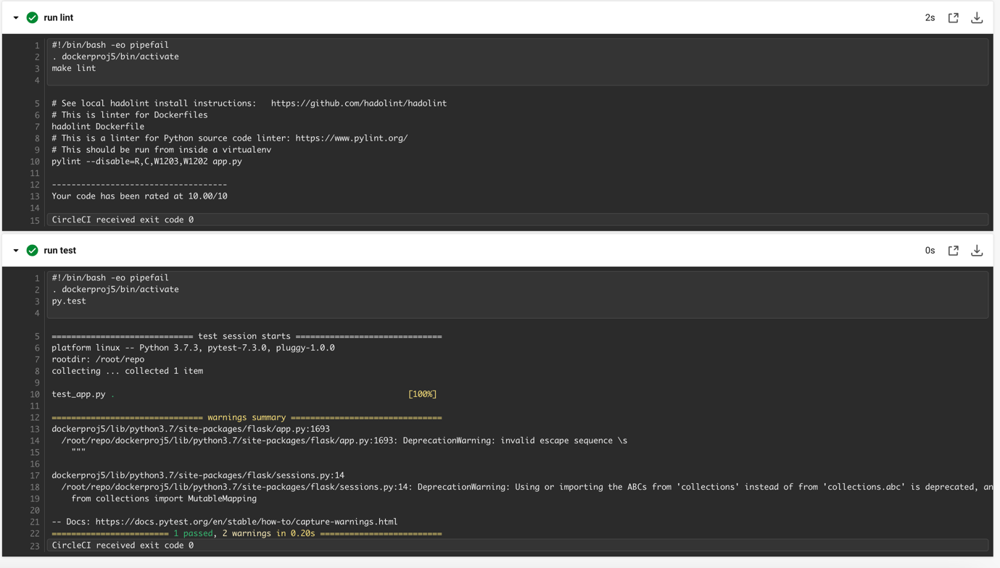 run lint 2s
1 #!/bin/bash -eo pipefail
2 . dockerproj5/bin/activate
3 make lint
4
5 # See local hadolint install instructions:   https://github.com/hadolint/hadolint
6 # This is linter for Dockerfiles
7 hadolint Dockerfile
8 # This is a linter for Python source code linter: https://www.pylint.org/
9 # This should be run from inside a virtualenv
10 pylint --disable=R,C,W1203,W1202 app.py
11
12 ------------------------------------
13 Your code has been rated at 10.00/10
14
15 CircleCI received exit code 0
run test 0s
1 #!/bin/bash -eo pipefail
2 . dockerproj5/bin/activate
3 py.test
4
5 ============================= test session starts ==============================
6 platform linux -- Python 3.7.3, pytest-7.3.0, pluggy-1.0.0
7 rootdir: /root/repo
8 collecting ... collected 1 item
9
10 test_app.py . [100%]
11
12 =============================== warnings summary ===============================
13 dockerproj5/lib/python3.7/site-packages/flask/app.py:1693
14   /root/repo/dockerproj5/lib/python3.7/site-packages/flask/app.py:1693: DeprecationWarning: invalid escape sequence \s
15     """
16
17 dockerproj5/lib/python3.7/site-packages/flask/sessions.py:14
18   /root/repo/dockerproj5/lib/python3.7/site-packages/flask/sessions.py:14: DeprecationWarning: Using or importing the ABCs from 'collections' instead of from 'collections.abc' is deprecated, an
19     from collections import MutableMapping
20
21 -- Docs: https://docs.pytest.org/en/stable/how-to/capture-warnings.html
22 ======================== 1 passed, 2 warnings in 0.20s =========================
23 CircleCI received exit code 0